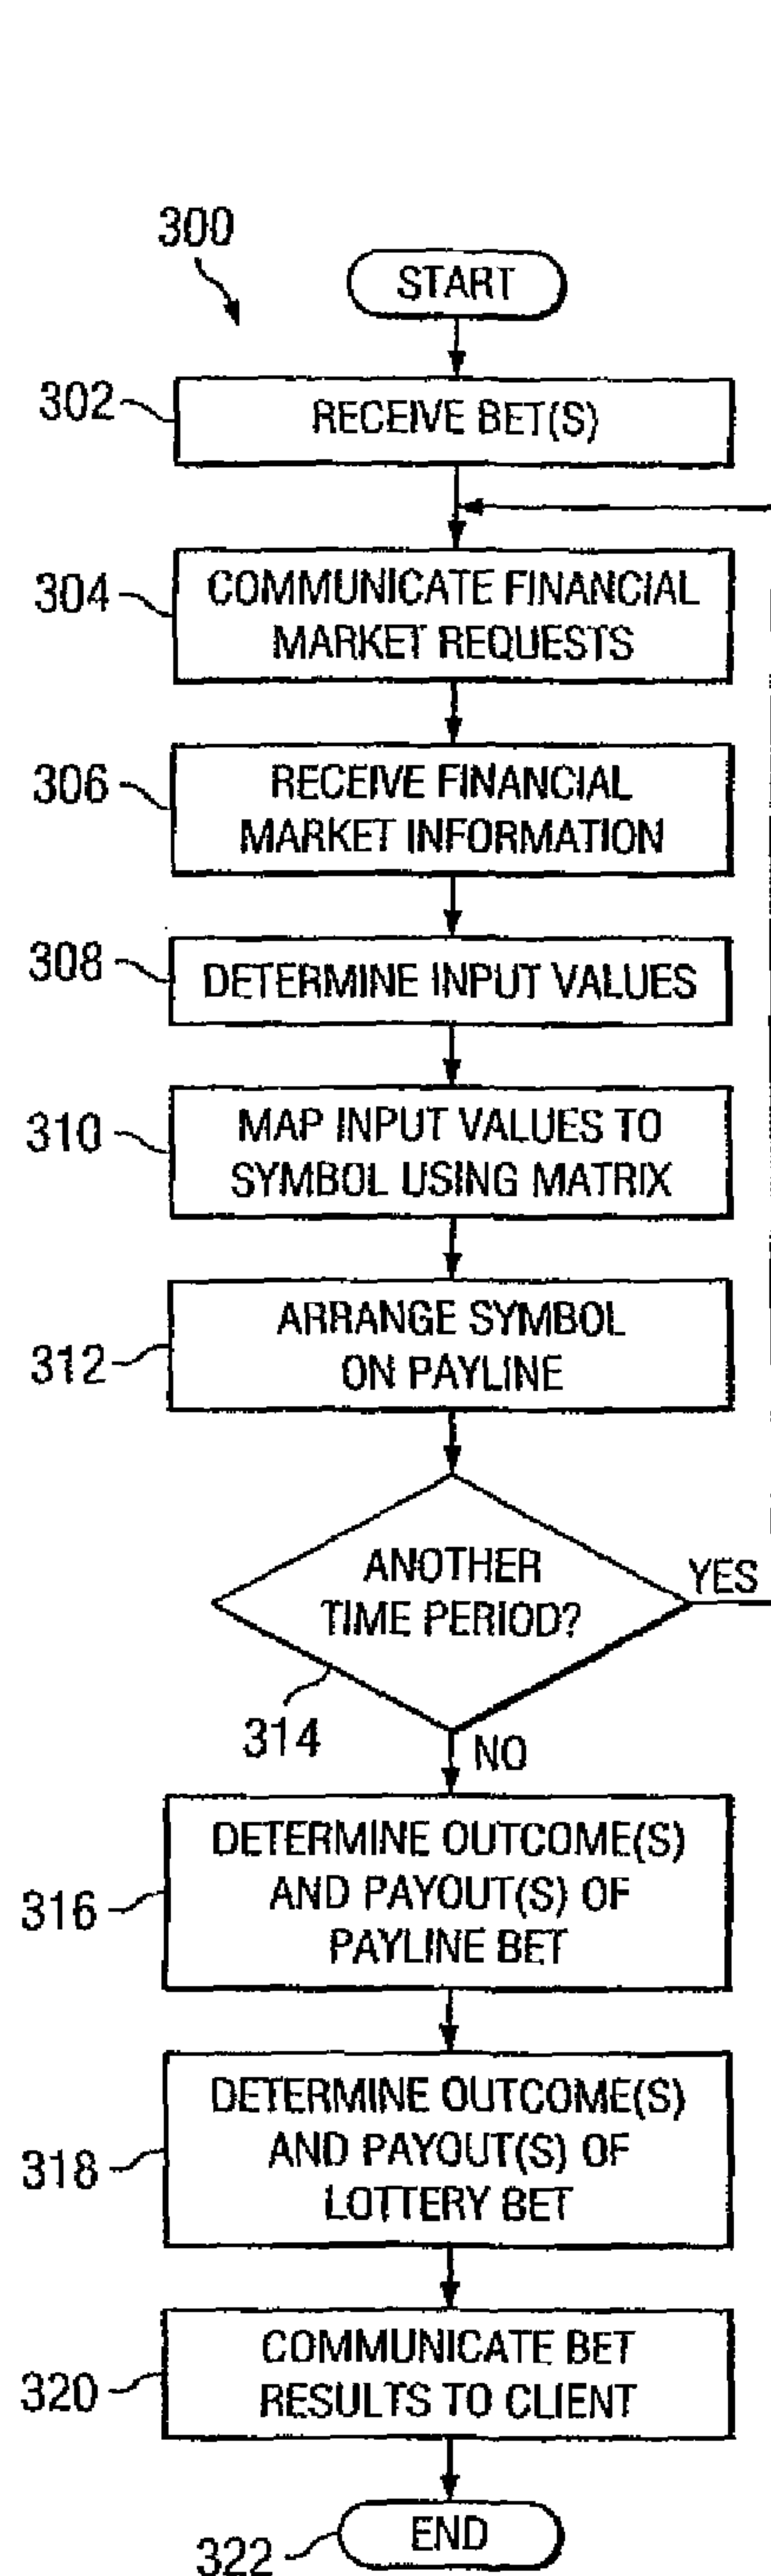 300
START
302
RECEIVE BET(S)
304
COMMUNICATE FINANCIAL
MARKET REQUESTS
306
RECEIVE FINANCIAL
MARKET INFORMATION
308
DETERMINE INPUT VALUES
310
MAP INPUT VALUES TO
SYMBOL USING MATRIX
312
ARRANGE SYMBOL
ON PAYLINE
ANOTHER
TIME PERIOD?
YES
314
NO
316
DETERMINE OUTCOME(S)
AND PAYOUT(S) OF
PAYLINE BET
318
DETERMINE OUTCOME(S)
AND PAYOUT(S) OF
LOTTERY BET
320
COMMUNICATE BET
RESULTS TO CLIENT
322
END